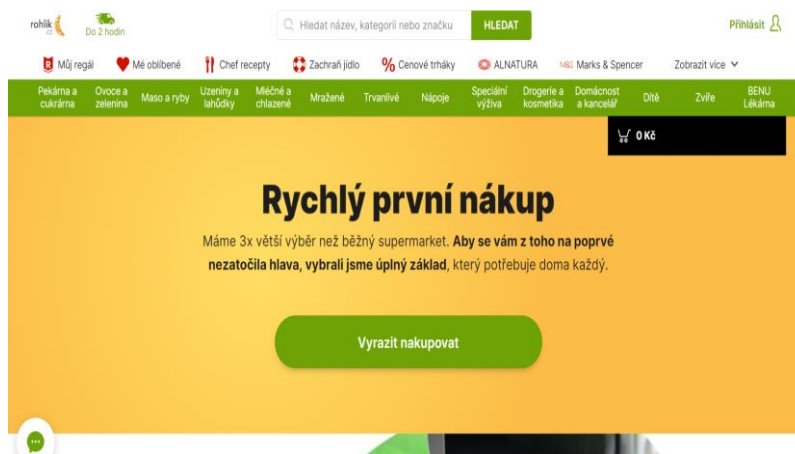 rohlik
.cz
Do 2 hodin
Hledat název, kategorii nebo značku
HLEDAT
Přihlásit
Můj regál
Mé oblíbené
Chef recepty
Zachraň jídlo
% Cenové trháky
ALNATURA
M&S Marks & Spencer
Zobrazit více
Pekárna a
cukrárna
Ovoce a
zelenina
Maso a ryby
Uzeniny a
lahůdky
Mléčné a
chlazené
Mražené
Trvanlivé
Nápoje
Speciální
výživa
Drogerie a
kosmetika
Domácnost
a kancelář
Dítě
Zvíře
BENU
Lékárna
0 Kč
Rychlý první nákup
Máme 3x větší výběr než běžný supermarket. Aby se vám z toho na poprvé
nezatočila hlava, vybrali jsme úplný základ, který potřebuje doma každý.
Vyrazit nakupovat